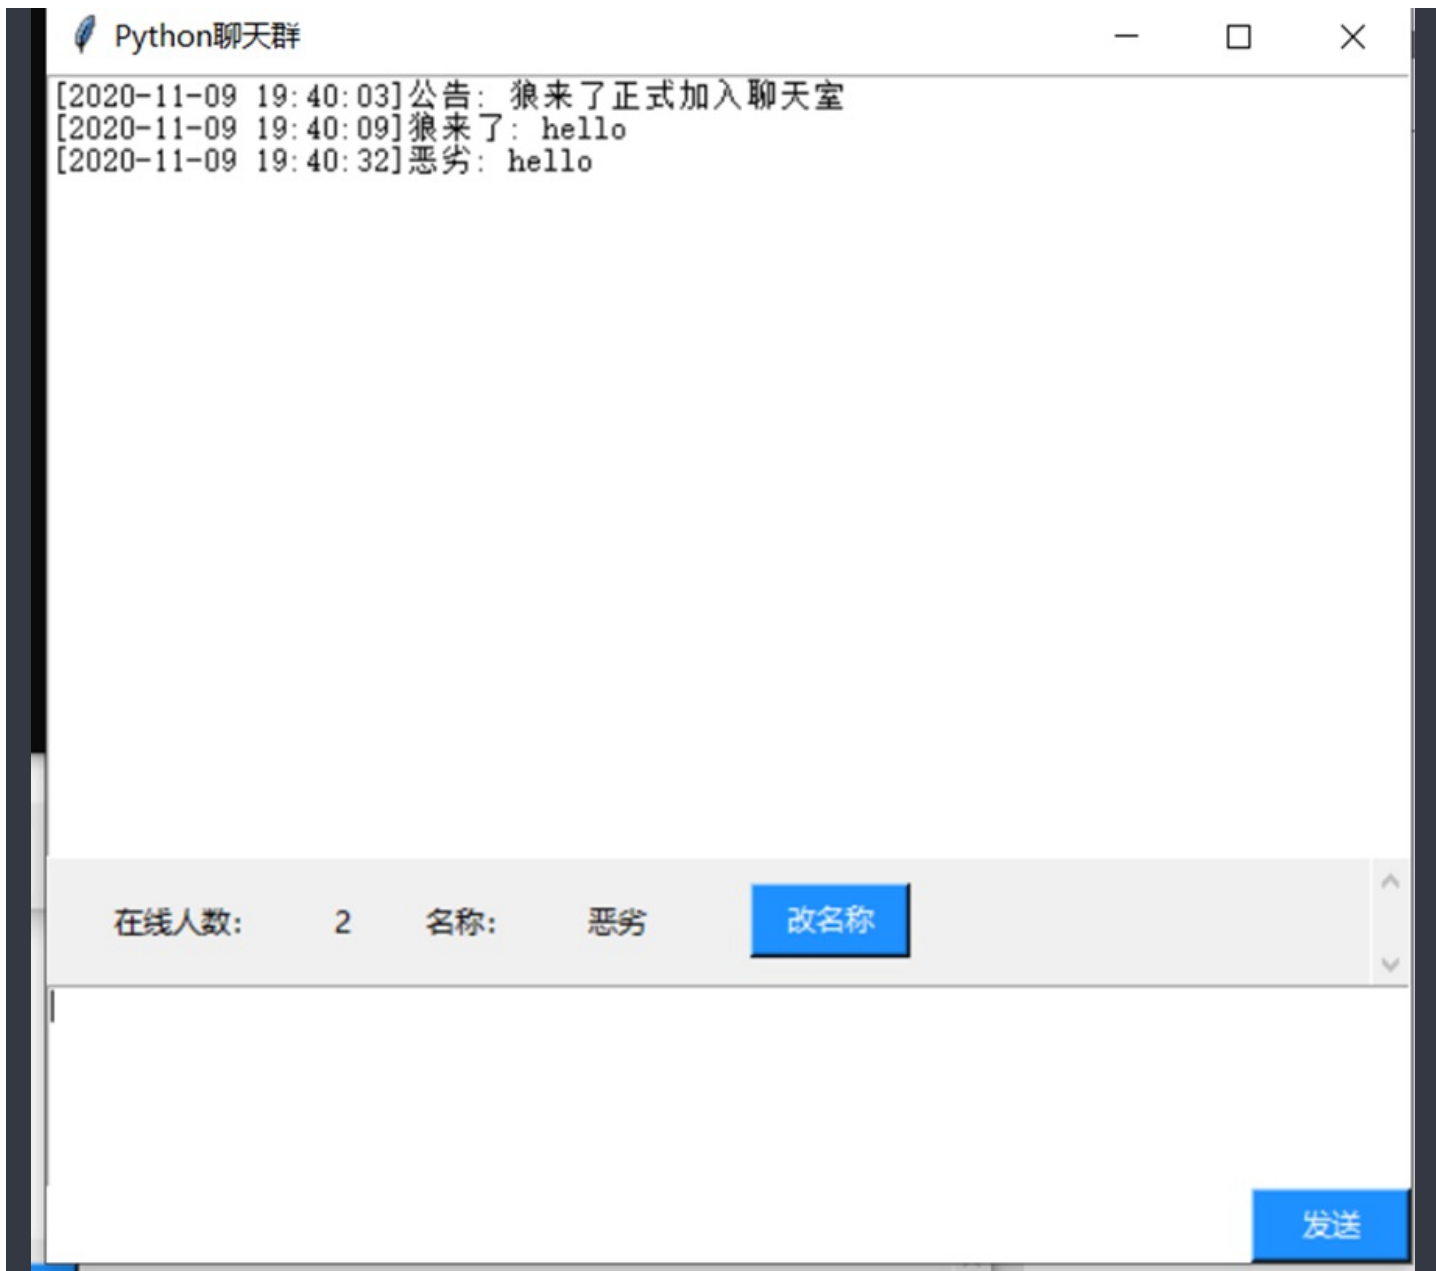 Python聊天群
[2020-11-09 19:40:03]公告: 狼来了正式加入聊天室
[2020-11-09 19:40:09]狼来了: hello
[2020-11-09 19:40:32]恶劣: hello
在线人数: 2 名称: 恶劣 改名称
发送